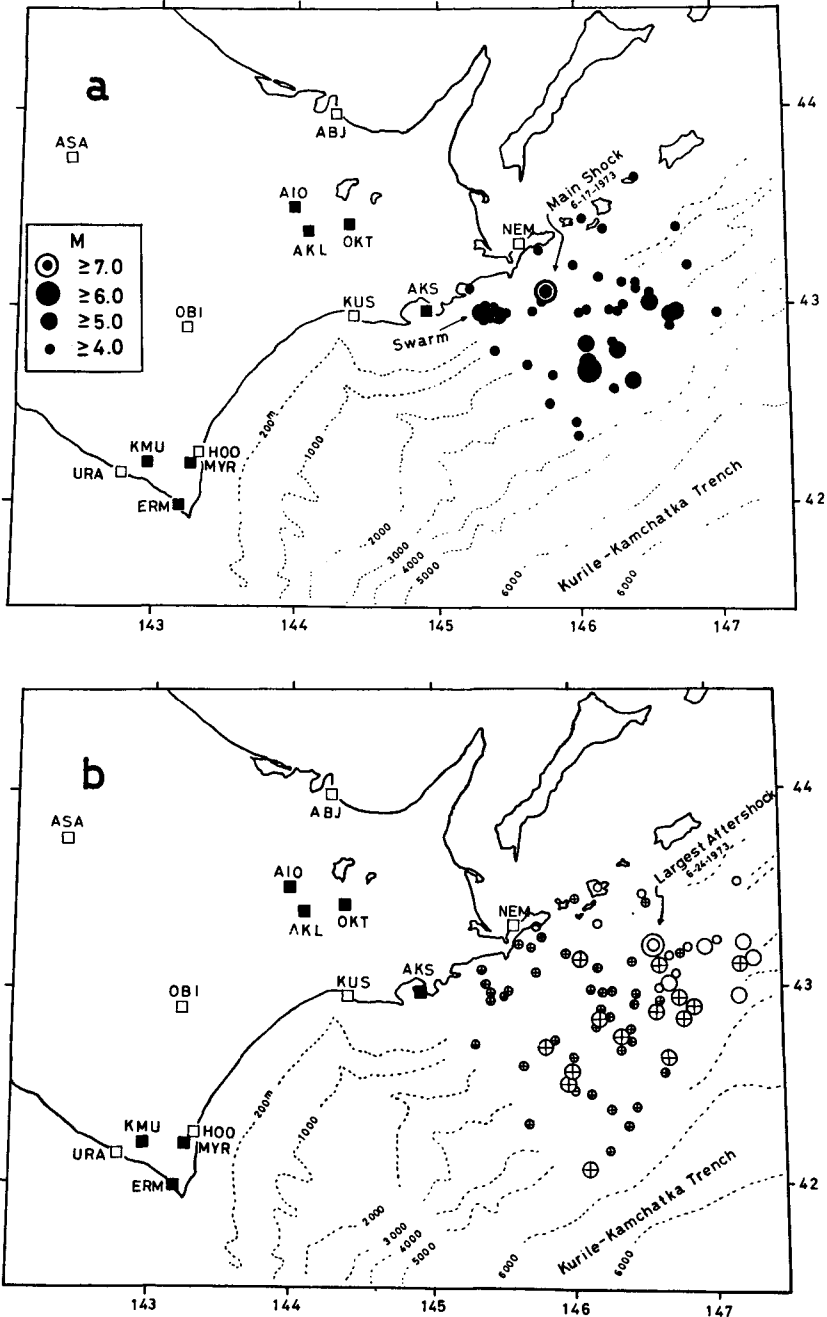 a
44
ABJ
ASA
Main Shock
6-17-1973
AIO
AKL
OKT
NEM
M
≥7.0
≥6.0
≥5.0
≥4.0
OBI
KUS
AKS
43
Swarm
200m
1000
KMU
HOO
URA
MYR
ERM
42
2000
3000
4000
5000
6000
Kurile-Kamchatka Trench
6000
143
144
145
146
147
b
44
ABJ
ASA
Largest Aftershock
6-24-1973
AIO
AKL
OKT
NEM
OBI
KUS
AKS
43
200m
1000
KMU
HOO
URA
MYR
ERM
42
2000
3000
4000
5000
6000
Kurile-Kamchatka Trench
6000
143
144
145
146
147